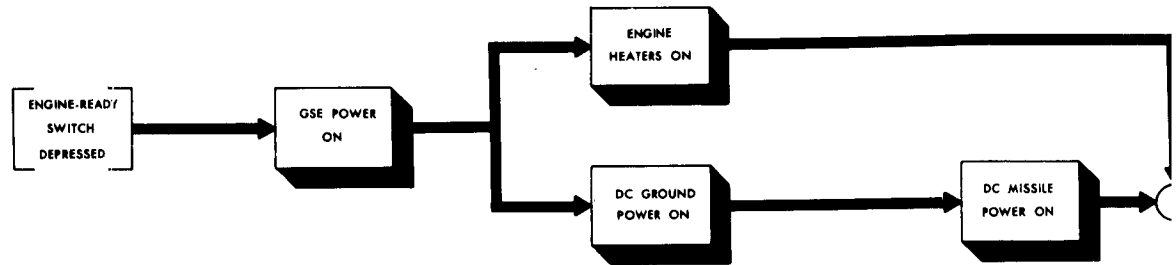 ENGINE-READY
SWITCH
DEPRESSED
GSE POWER
ON
ENGINE
HEATERS ON
DC GROUND
POWER ON
DC MISSILE
POWER ON